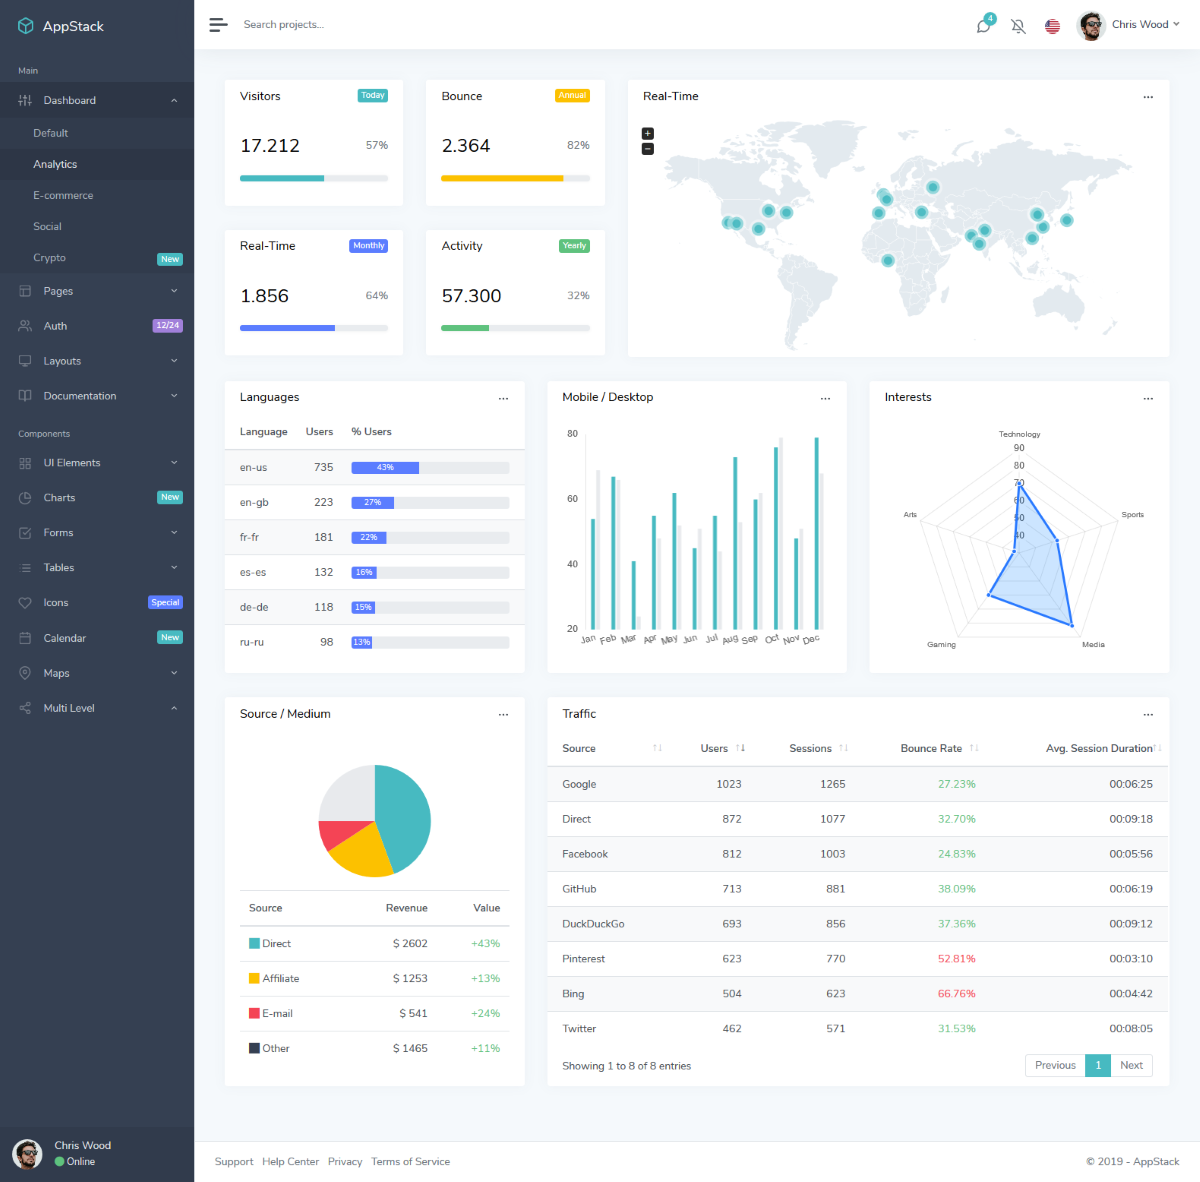 AppStack
Search projects...
4
Chris Wood
Main
Dashboard
Default
Analytics
E-commerce
Social
Crypto New
Pages
Auth 12/24
Layouts
Documentation
Components
UI Elements
Charts New
Forms
Tables
Icons Special
Calendar New
Maps
Multi Level
Chris Wood
Online
Visitors Today
17.212 57%
Bounce Annual
2.364 82%
Real-Time Monthly
1.856 64%
Activity Yearly
57.300 32%
Real-Time ...
+
−
Languages ...
Language Users % Users
en-us 735 43%
en-gb 223 27%
fr-fr 181 22%
es-es 132 16%
de-de 118 15%
ru-ru 98 13%
Mobile / Desktop ...
80
60
40
20
Jan Feb Mar Apr May Jun Jul Aug Sep Oct Nov Dec
Interests ...
Technology
90
80
70
60
50
40
Arts
Sports
Gaming
Media
Source / Medium ...
Source Revenue Value
Direct $ 2602 +43%
Affiliate $ 1253 +13%
E-mail $ 541 +24%
Other $ 1465 +11%
Traffic ...
Source Users Sessions Bounce Rate Avg. Session Duration
Google 1023 1265 27.23% 00:06:25
Direct 872 1077 32.70% 00:09:18
Facebook 812 1003 24.83% 00:05:56
GitHub 713 881 38.09% 00:06:19
DuckDuckGo 693 856 37.36% 00:09:12
Pinterest 623 770 52.81% 00:03:10
Bing 504 623 66.76% 00:04:42
Twitter 462 571 31.53% 00:08:05
Showing 1 to 8 of 8 entries
Previous 1 Next
Support Help Center Privacy Terms of Service
© 2019 - AppStack